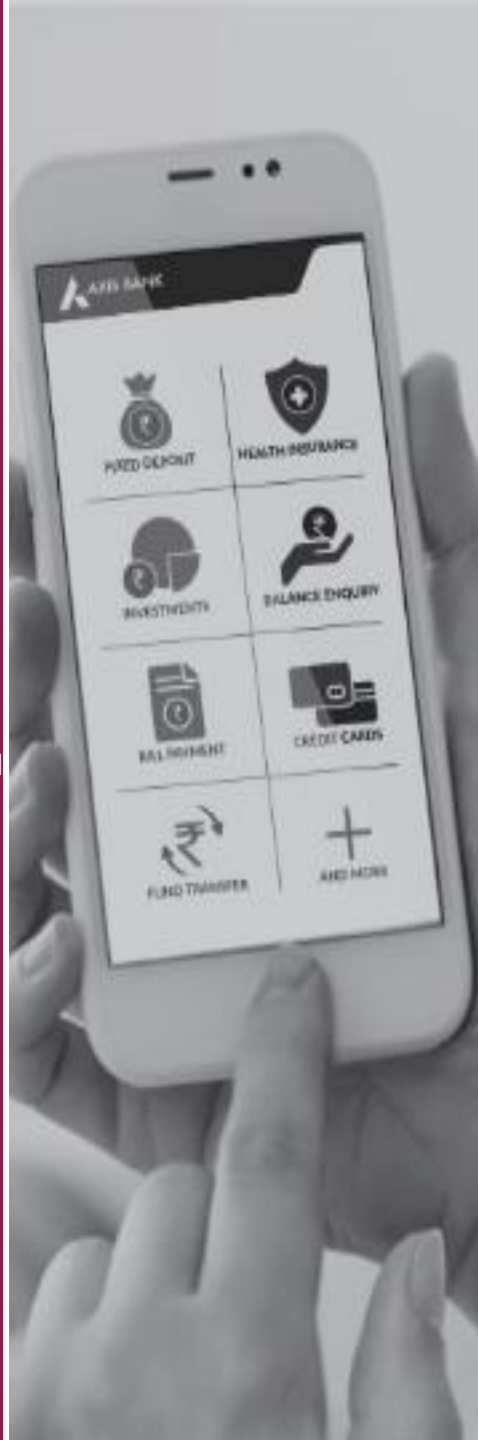 AXIS BANK
FIXED DEPOSIT
HEALTH INSURANCE
INVESTMENTS
BALANCE ENQUIRY
BILL PAYMENT
CREDIT CARDS
FUND TRANSFER
AND MORE